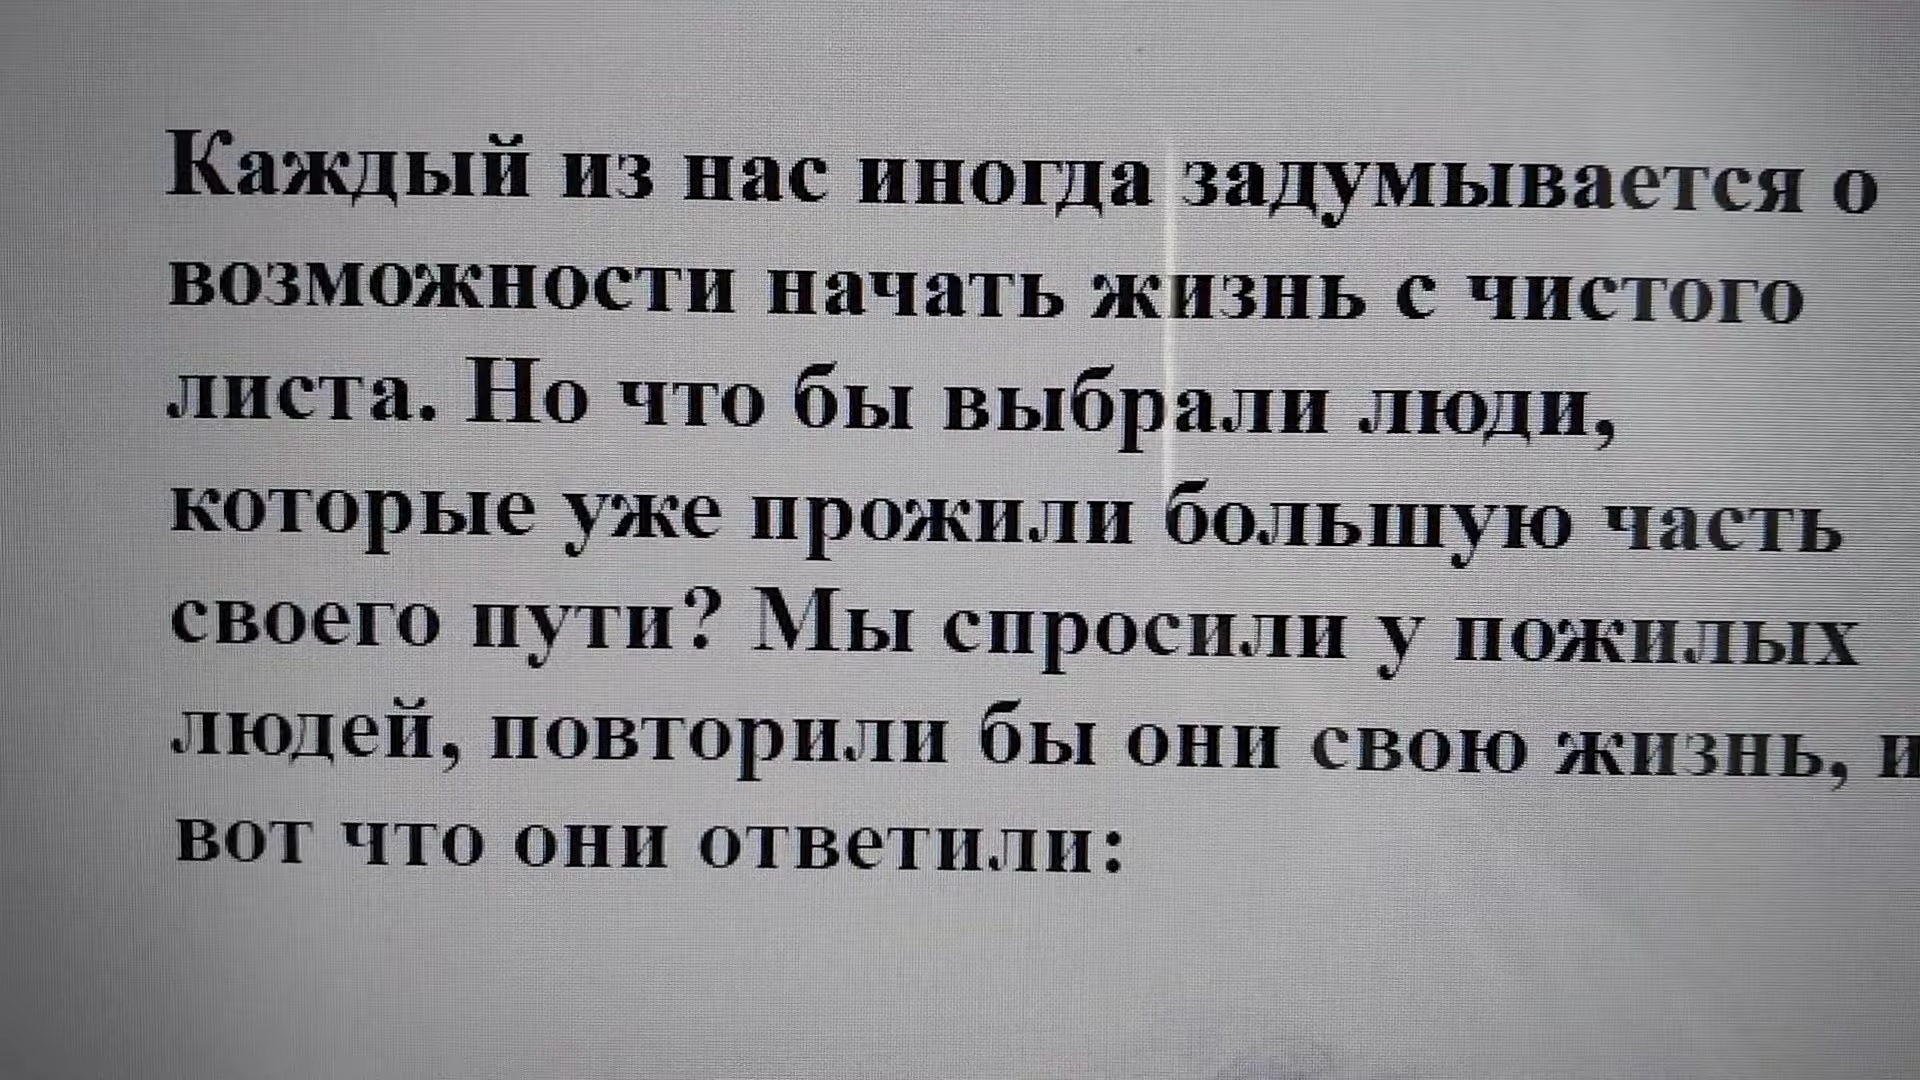 Каждый из нас иногда задумывается о
возможности начать жизнь с чистого
листа. Но что бы выбрали люди,
которые уже прожили большую часть
своего пути? Мы спросили у пожилых
людей, повторили бы они свою жизнь, и
вот что они ответили: